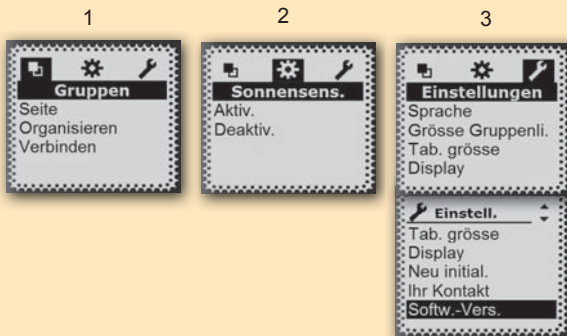 1
2
3
Gruppen
Seite
Organisieren
Verbinden
Sonnensens.
Aktiv.
Deaktiv.
Einstellungen
Sprache
Grösse Gruppenli.
Tab. grösse
Display
Einstell.
Tab. grösse
Display
Neu initial.
Ihr Kontakt
Softw.-Vers.